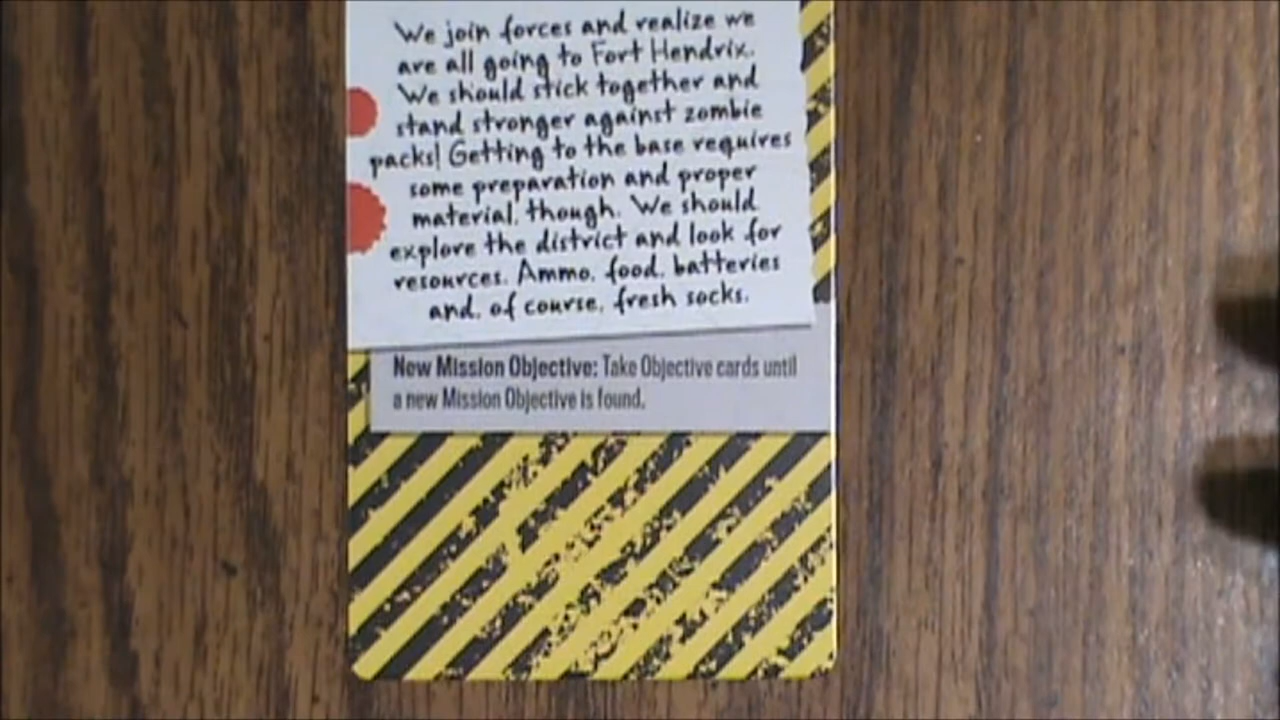 We join forces and realize we
are all going to Fort Hendrix.
We should stick together and
stand stronger against zombie
packs! Getting to the base requires
some preparation and proper
material, though. We should
explore the district and look for
resources. Ammo, food, batteries
and, of course, fresh socks.
New Mission Objective: Take Objective cards until
a new Mission Objective is found.